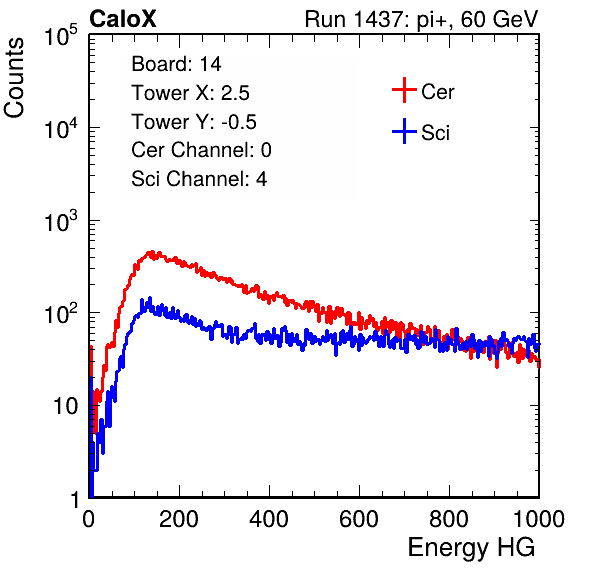 CaloX Run 1437: pi+, 60 GeV
Counts
10^5
10^4
10^3
10^2
10
1
Board: 14
Tower X: 2.5
Tower Y: -0.5
Cer Channel: 0
Sci Channel: 4
Cer
Sci
0 200 400 600 800 1000
Energy HG